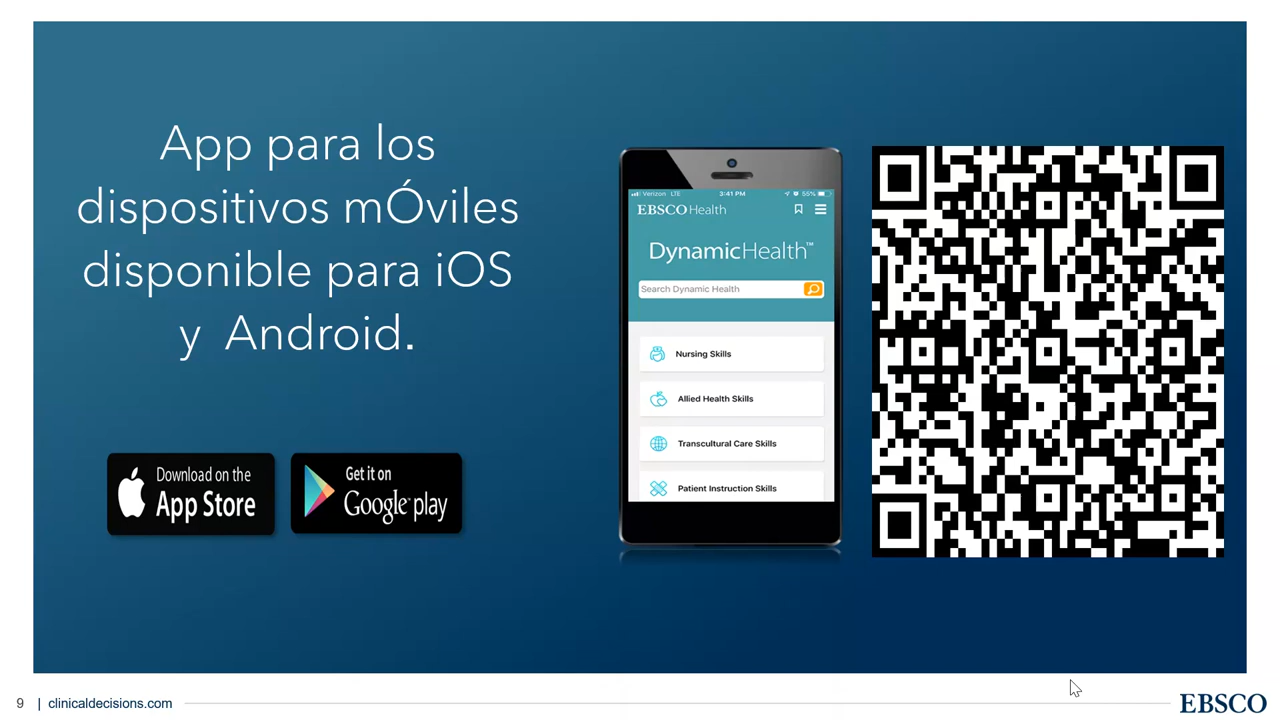 App para los
dispositivos mÓviles
disponible para iOS
y Android.
Download on the
App Store
Get it on
Google play
Verizon LTE 3:41 PM 55%
EBSCO Health
DynamicHealth™
Search Dynamic Health
Nursing Skills
Allied Health Skills
Transcultural Care Skills
Patient Instruction Skills
9 | clinicaldecisions.com
EBSCO